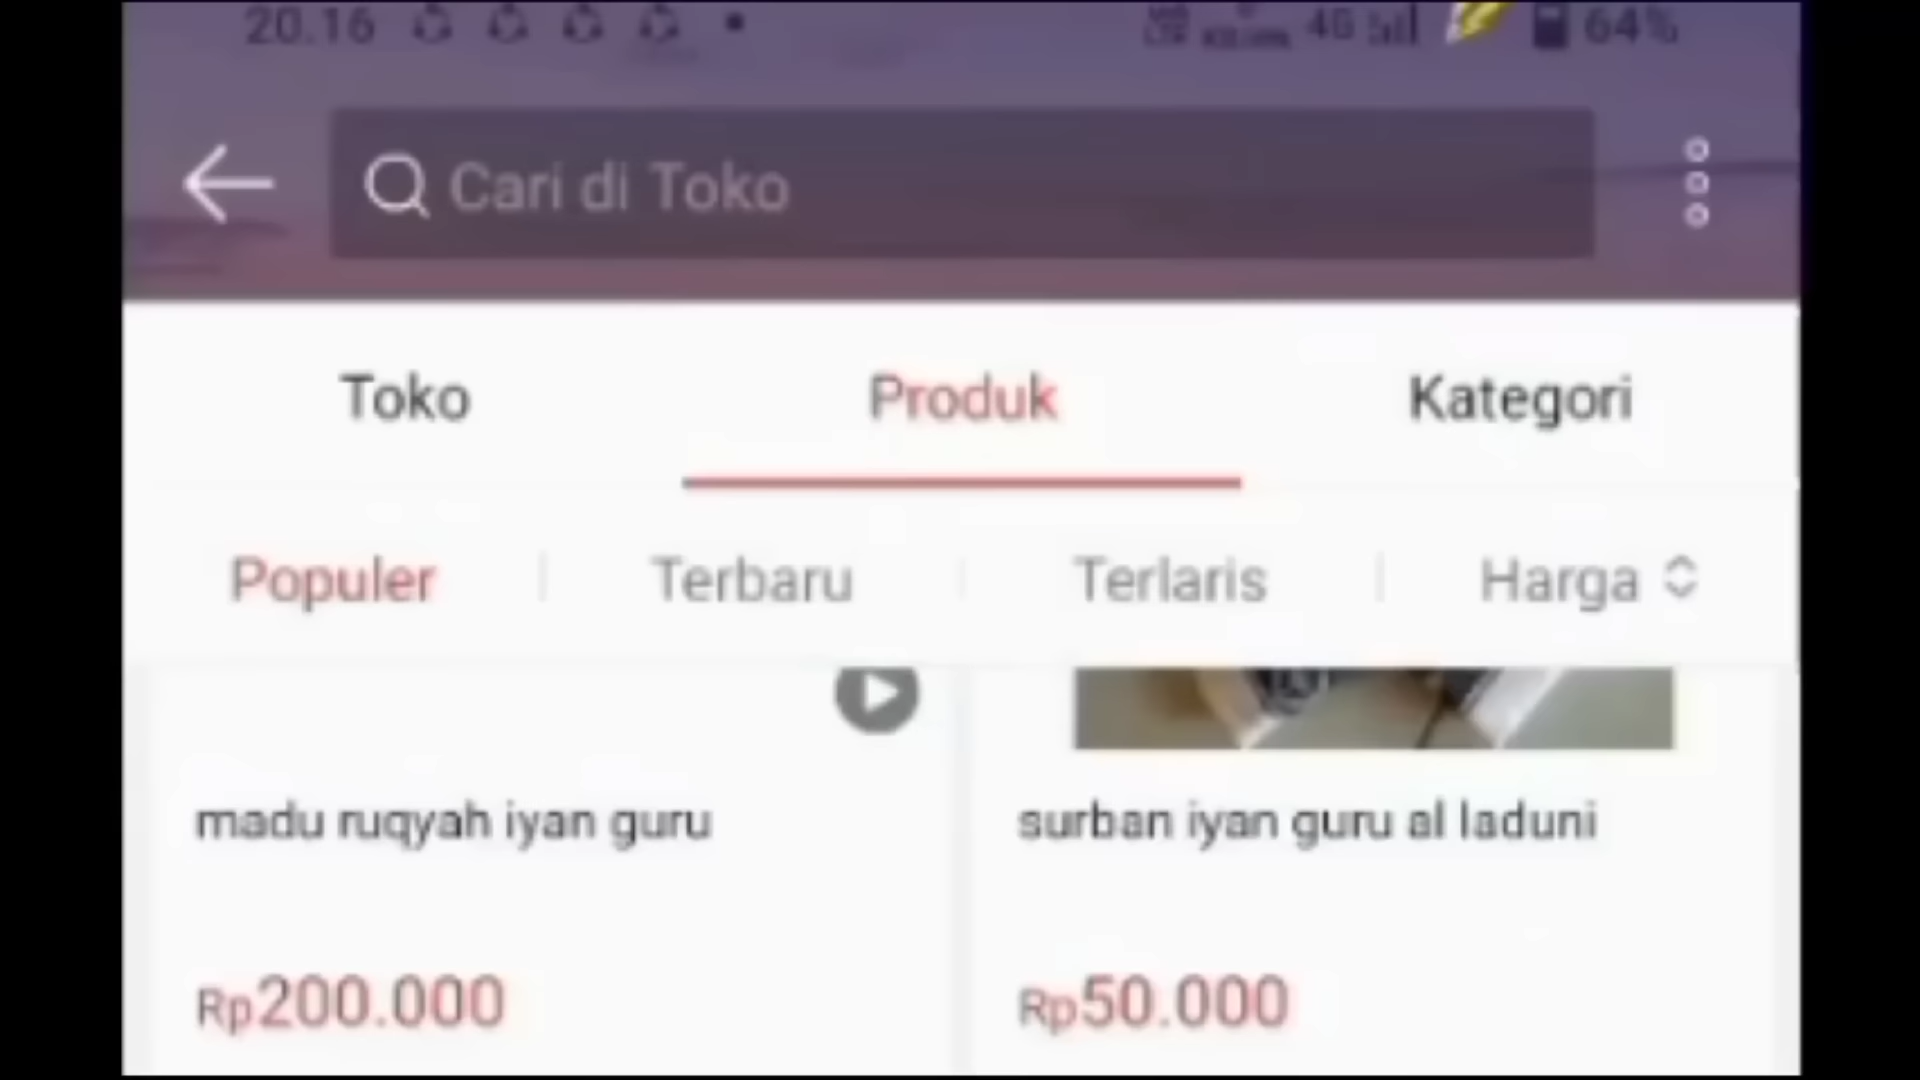 20.16 4G 64%
Cari di Toko
Toko Produk Kategori
Populer Terbaru Terlaris Harga
madu ruqyah iyan guru
surban iyan guru al laduni
Rp200.000
Rp50.000